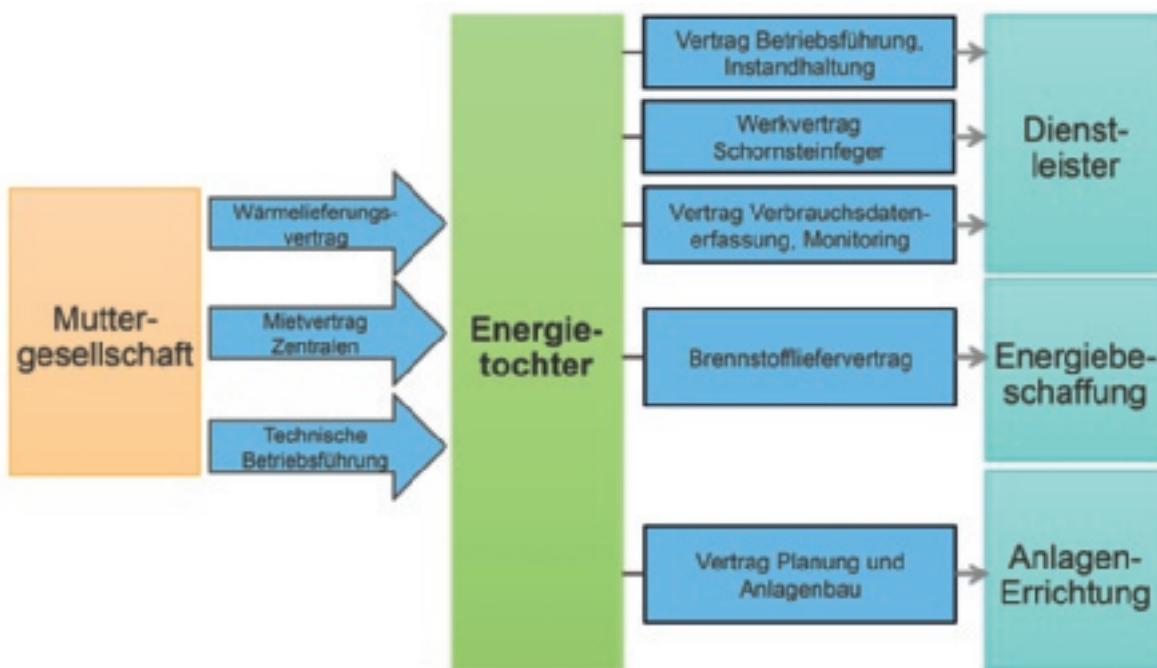 Mutter-
gesellschaft
Wärmelieferungs-
vertrag
Mietvertrag
Zentralen
Technische
Betriebsführung
Energie-
tochter
Vertrag Betriebsführung,
Instandhaltung
Werkvertrag
Schornsteinfeger
Vertrag Verbrauchsdaten-
erfassung, Monitoring
Brennstoffliefervertrag
Vertrag Planung und
Anlagenbau
Dienst-
leister
Energiebe-
schaffung
Anlagen-
Errichtung